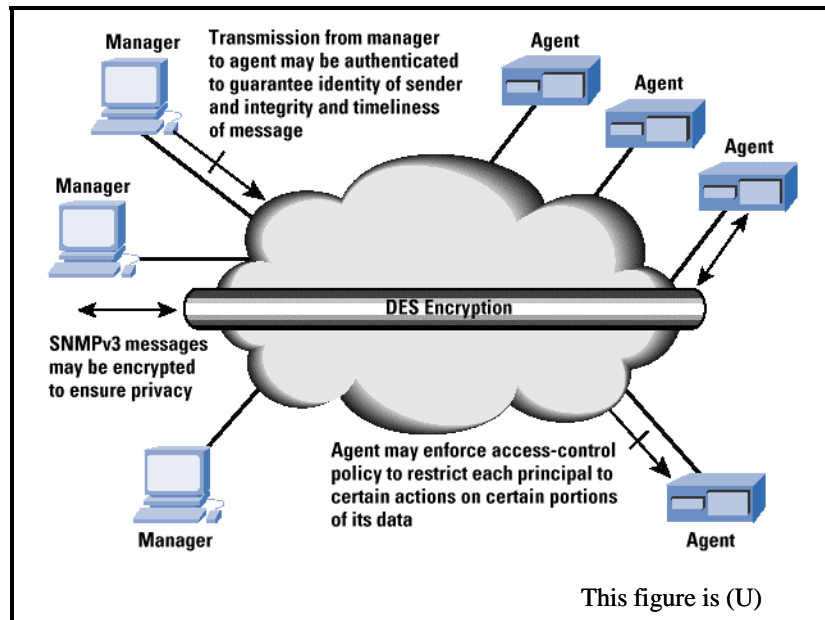 Manager
Transmission from manager
to agent may be authenticated
to guarantee identity of sender
and integrity and timeliness
of message
Agent
Agent
Agent
Manager
DES Encryption
SNMPv3 messages
may be encrypted
to ensure privacy
Agent may enforce access-control
policy to restrict each principal to
certain actions on certain portions
of its data
Manager
Agent
This figure is (U)